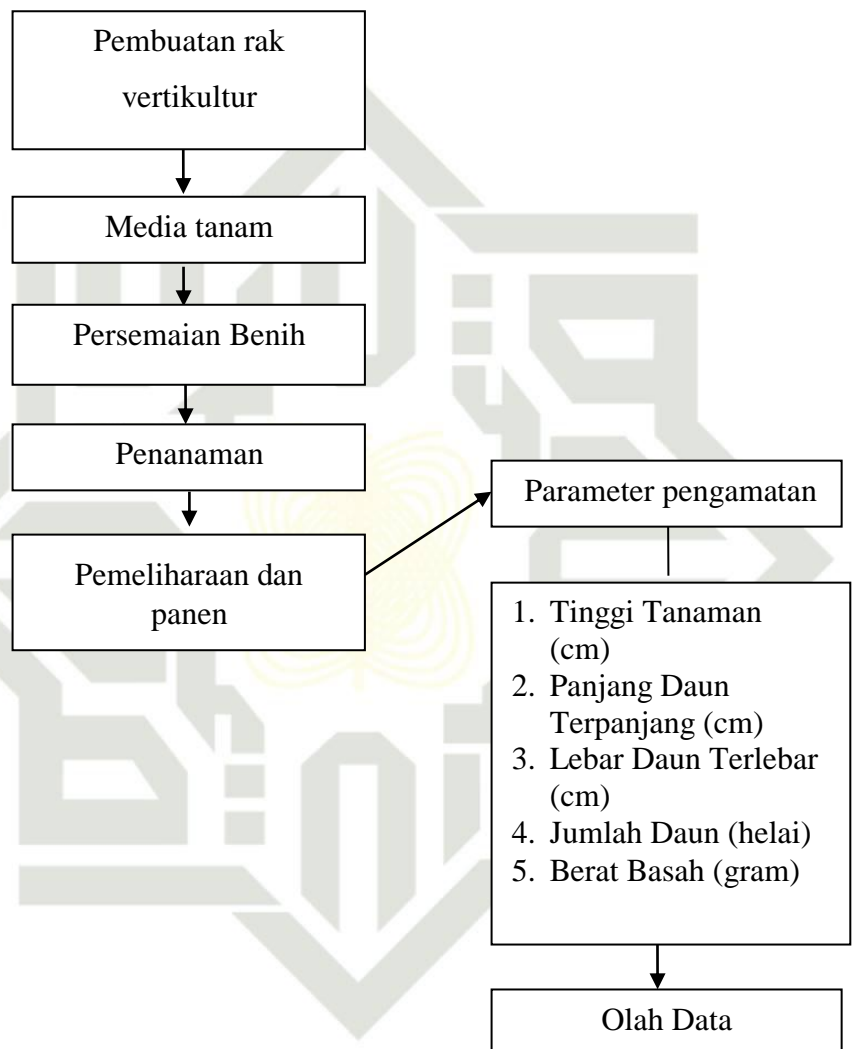 Pembuatan rak
vertikultur
Media tanam
Persemaian Benih
Penanaman
Pemeliharaan dan
panen
Parameter pengamatan
1. Tinggi Tanaman
(cm)
2. Panjang Daun
Terpanjang (cm)
3. Lebar Daun Terlebar
(cm)
4. Jumlah Daun (helai)
5. Berat Basah (gram)
Olah Data